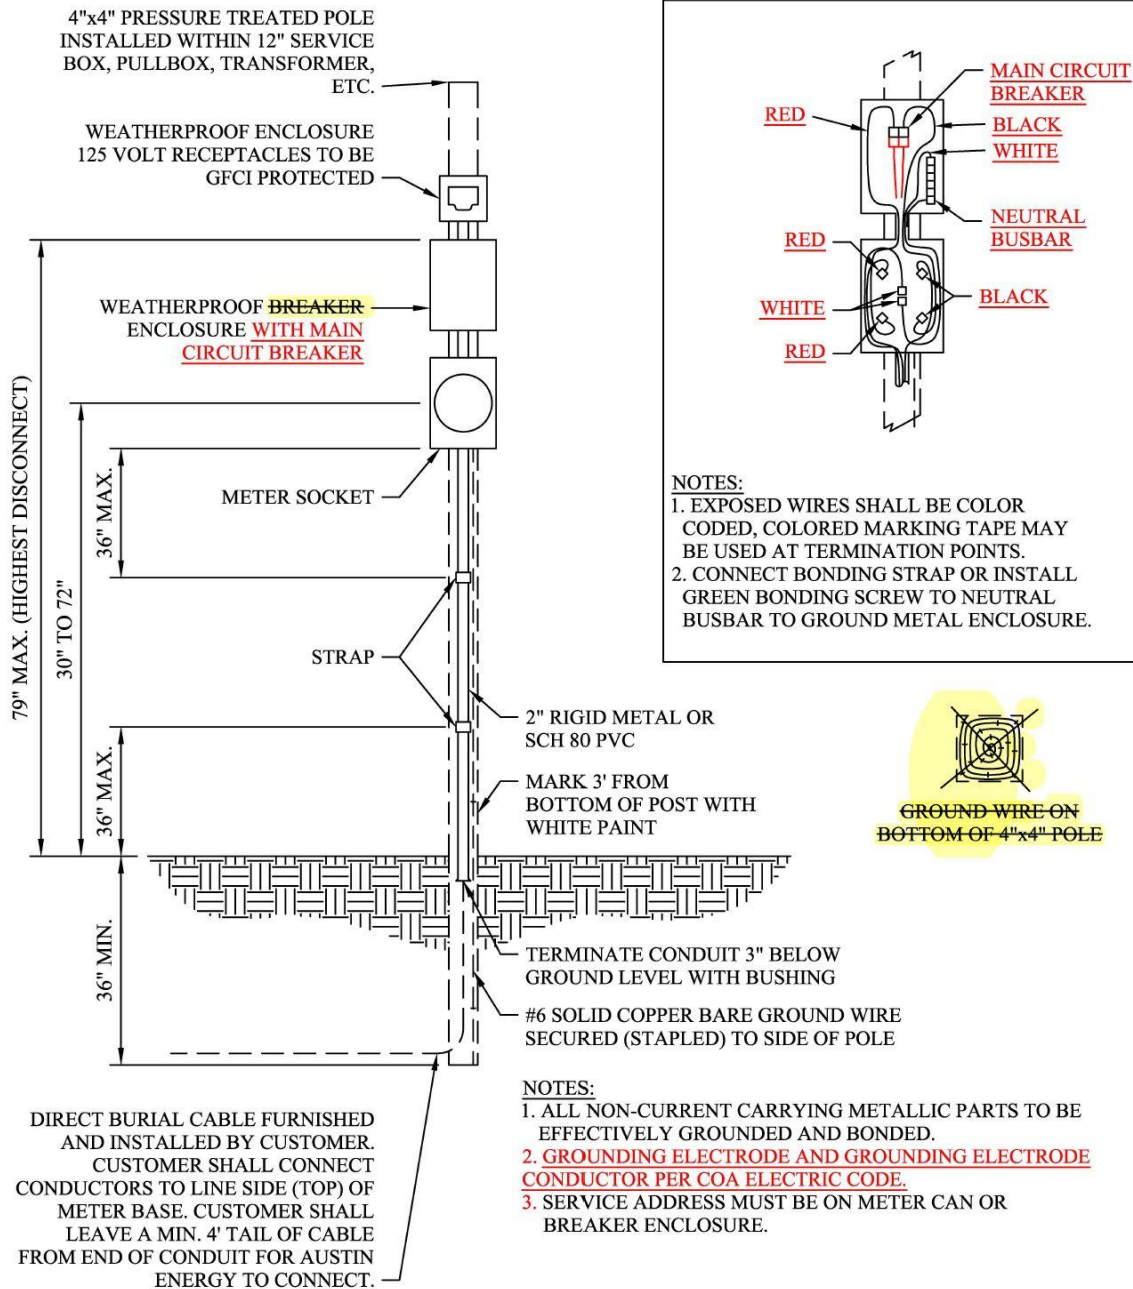 4"x4" PRESSURE TREATED POLE
INSTALLED WITHIN 12" SERVICE
BOX, PULLBOX, TRANSFORMER,
ETC.
WEATHERPROOF ENCLOSURE
125 VOLT RECEPTACLES TO BE
GFCI PROTECTED
WEATHERPROOF BREAKER
ENCLOSURE WITH MAIN
CIRCUIT BREAKER
79" MAX. (HIGHEST DISCONNECT)
30" TO 72"
36" MAX.
METER SOCKET
STRAP
36" MAX.
2" RIGID METAL OR
SCH 80 PVC
MARK 3' FROM
BOTTOM OF POST WITH
WHITE PAINT
36" MIN.
TERMINATE CONDUIT 3" BELOW
GROUND LEVEL WITH BUSHING
#6 SOLID COPPER BARE GROUND WIRE
SECURED (STAPLED) TO SIDE OF POLE
DIRECT BURIAL CABLE FURNISHED
AND INSTALLED BY CUSTOMER.
CUSTOMER SHALL CONNECT
CONDUCTORS TO LINE SIDE (TOP) OF
METER BASE. CUSTOMER SHALL
LEAVE A MIN. 4' TAIL OF CABLE
FROM END OF CONDUIT FOR AUSTIN
ENERGY TO CONNECT.
MAIN CIRCUIT
BREAKER
RED
BLACK
WHITE
NEUTRAL
BUSBAR
RED
WHITE
BLACK
RED
NOTES:
1. EXPOSED WIRES SHALL BE COLOR
CODED, COLORED MARKING TAPE MAY
BE USED AT TERMINATION POINTS.
2. CONNECT BONDING STRAP OR INSTALL
GREEN BONDING SCREW TO NEUTRAL
BUSBAR TO GROUND METAL ENCLOSURE.
GROUND WIRE ON
BOTTOM OF 4"x4" POLE
NOTES:
1. ALL NON-CURRENT CARRYING METALLIC PARTS TO BE
EFFECTIVELY GROUNDED AND BONDED.
2. GROUNDING ELECTRODE AND GROUNDING ELECTRODE
CONDUCTOR PER COA ELECTRIC CODE.
3. SERVICE ADDRESS MUST BE ON METER CAN OR
BREAKER ENCLOSURE.